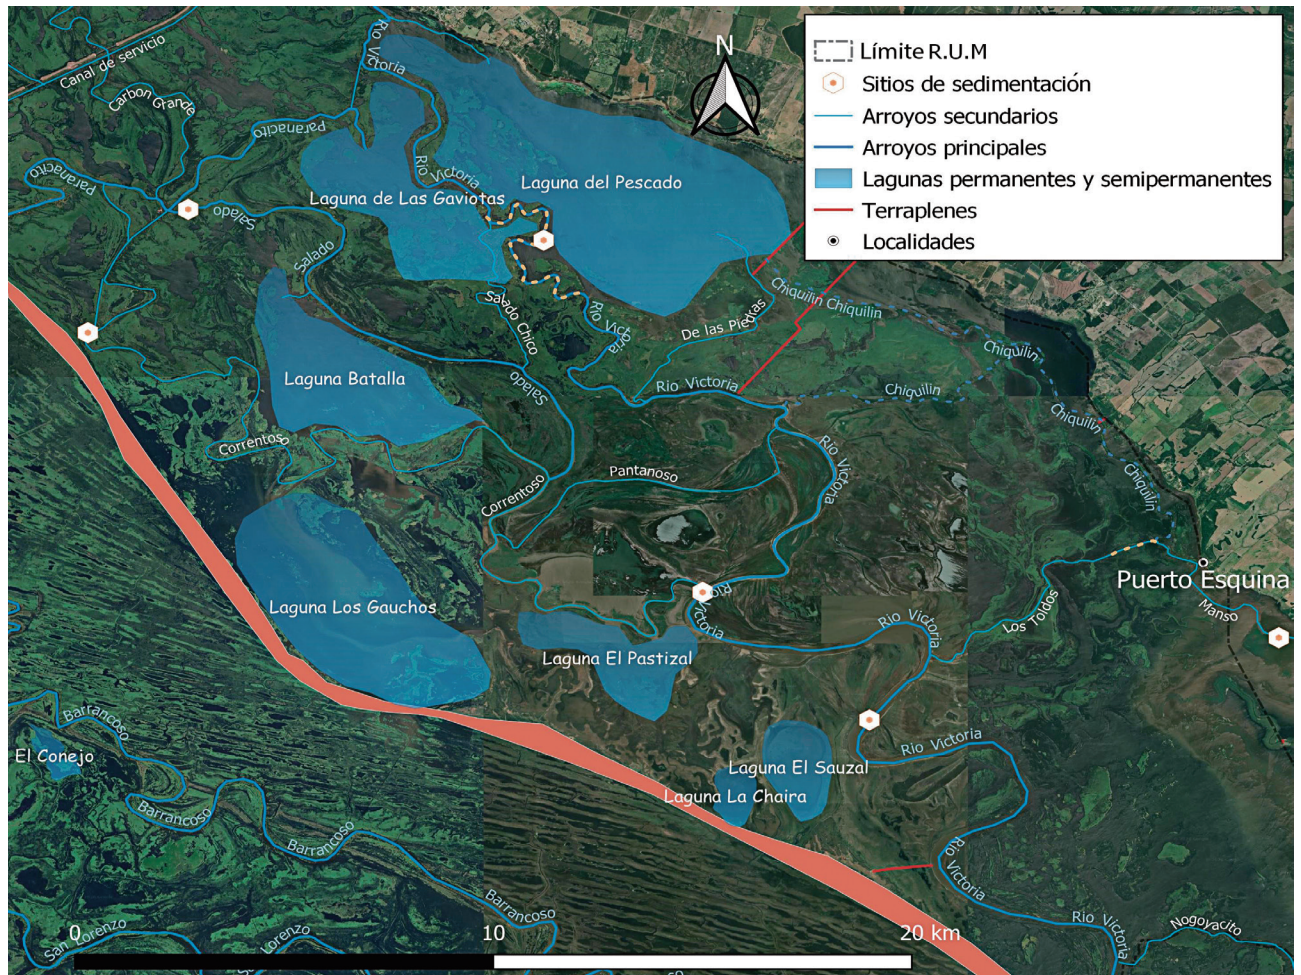 N
Límite R.U.M
Sitios de sedimentación
Arroyos secundarios
Arroyos principales
Lagunas permanentes y semipermanentes
Terraplenes
Localidades
Canal de servicio
Carbon Grande
Rio Victoria
Paranacito
Paranacito
Rio Victoria
Laguna del Pescado
Laguna de Las Gaviotas
Salado
Salado
Salado Chico
Rio Victoria
De las Piedras
Chiquilin Chiquilin
Chiquilin
Laguna Batalla
Salado
Rio Victoria
Chiquilin
Chiquilin
Correntoso
Pantanoso
Rio Victoria
Chiquilin
Correntoso
Puerto Esquina
Manso
Rio Victoria
Laguna Los Gauchos
Rio Victoria
Los Toldos
Laguna El Pastizal
Barrancoso
El Conejo
Rio Victoria
Laguna El Sauzal
Laguna La Chaira
Barrancoso
Barrancoso
Rio Victoria
Barrancoso
Rio Victoria
Nogoyacito
San Lorenzo
Lorenzo
0 10 20 km